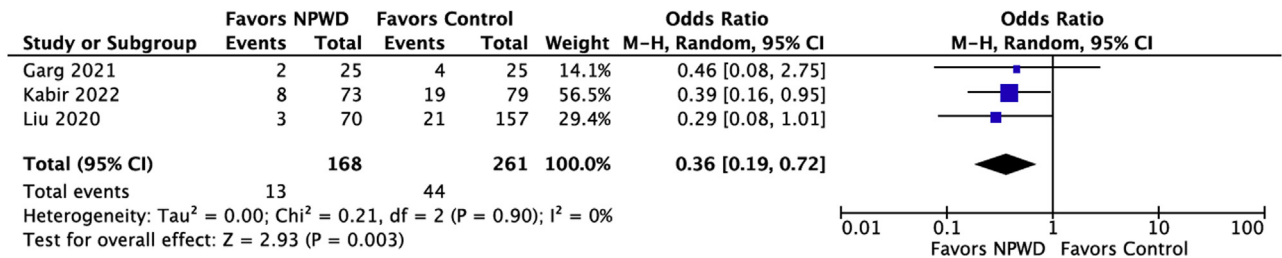 Favors NPWD Favors Control Odds Ratio Odds Ratio
Study or Subgroup Events Total Events Total Weight M-H, Random, 95% CI M-H, Random, 95% CI
Garg 2021 2 25 4 25 14.1% 0.46 [0.08, 2.75]
Kabir 2022 8 73 19 79 56.5% 0.39 [0.16, 0.95]
Liu 2020 3 70 21 157 29.4% 0.29 [0.08, 1.01]
Total (95% CI) 168 261 100.0% 0.36 [0.19, 0.72]
Total events 13 44
Heterogeneity: Tau² = 0.00; Chi² = 0.21, df = 2 (P = 0.90); I² = 0%
Test for overall effect: Z = 2.93 (P = 0.003)
0.01 0.1 1 10 100
Favors NPWD Favors Control